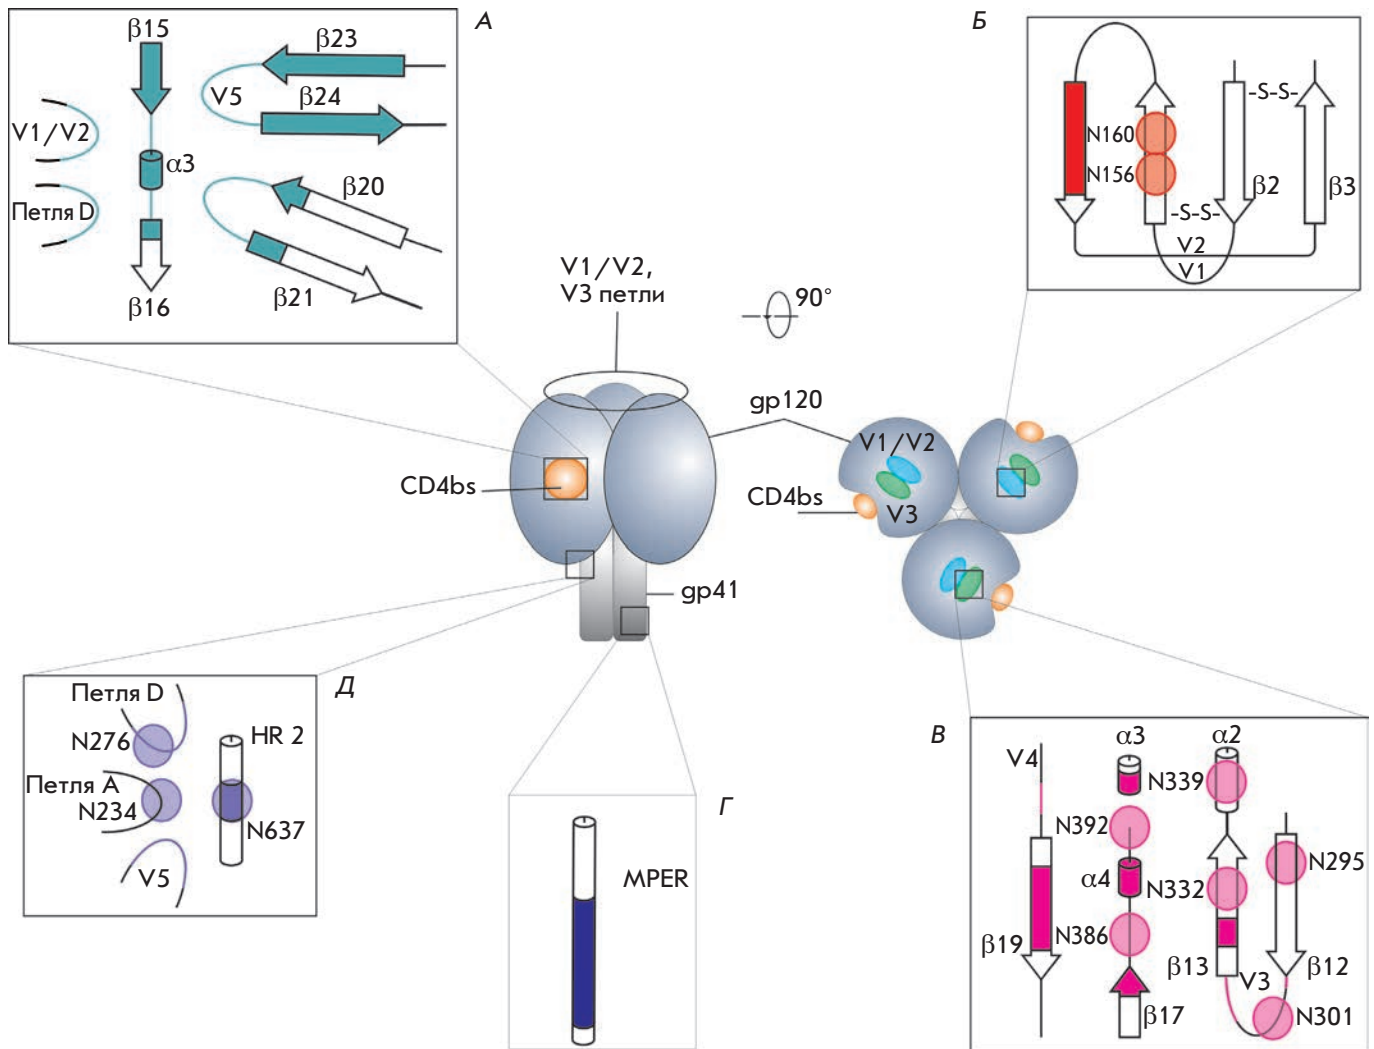 А
β15
β23
V5
β24
V1/V2
α3
Петля D
β20
β16
β21
Б
-S-S-
N160
N156
β2
β3
-S-S-
V2
V1
V1/V2,
V3 петли
90°
gp120
CD4bs
gp41
V1/V2
CD4bs
V3
Д
Петля D
N276
HR 2
Петля А
N234
N637
V5
Г
MPER
В
V4
α3
α2
N339
N392
α4
N332
N295
β19
N386
β13
V3
β12
β17
N301